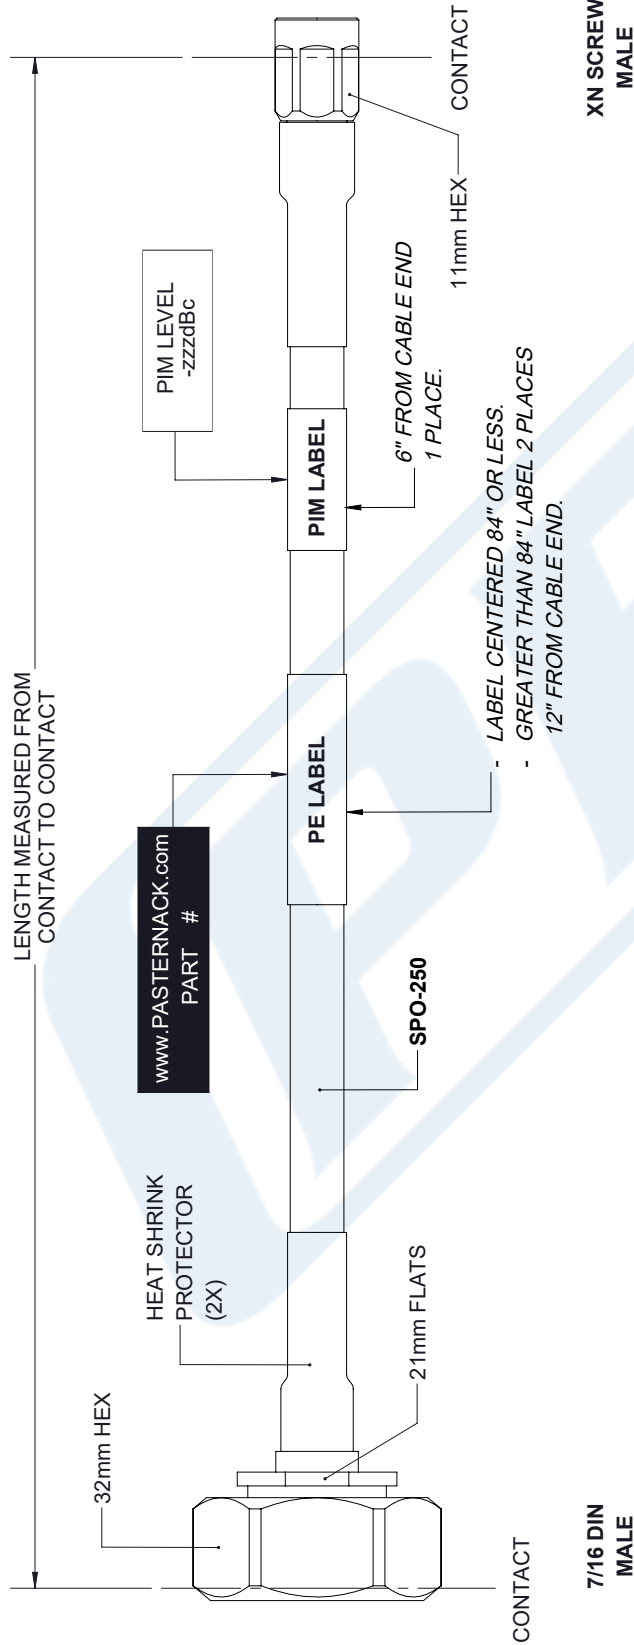 LENGTH MEASURED FROM
CONTACT TO CONTACT
32mm HEX
HEAT SHRINK
PROTECTOR
(2X)
www.PASTERNACK.com
PART #
PIM LEVEL
-zzzdBc
PE LABEL
PIM LABEL
21mm FLATS
SPO-250
6" FROM CABLE END
1 PLACE.
11mm HEX
CONTACT
- LABEL CENTERED 84" OR LESS.
- GREATER THAN 84" LABEL 2 PLACES
12" FROM CABLE END.
CONTACT
7/16 DIN
MALE
XN SCREW
MALE